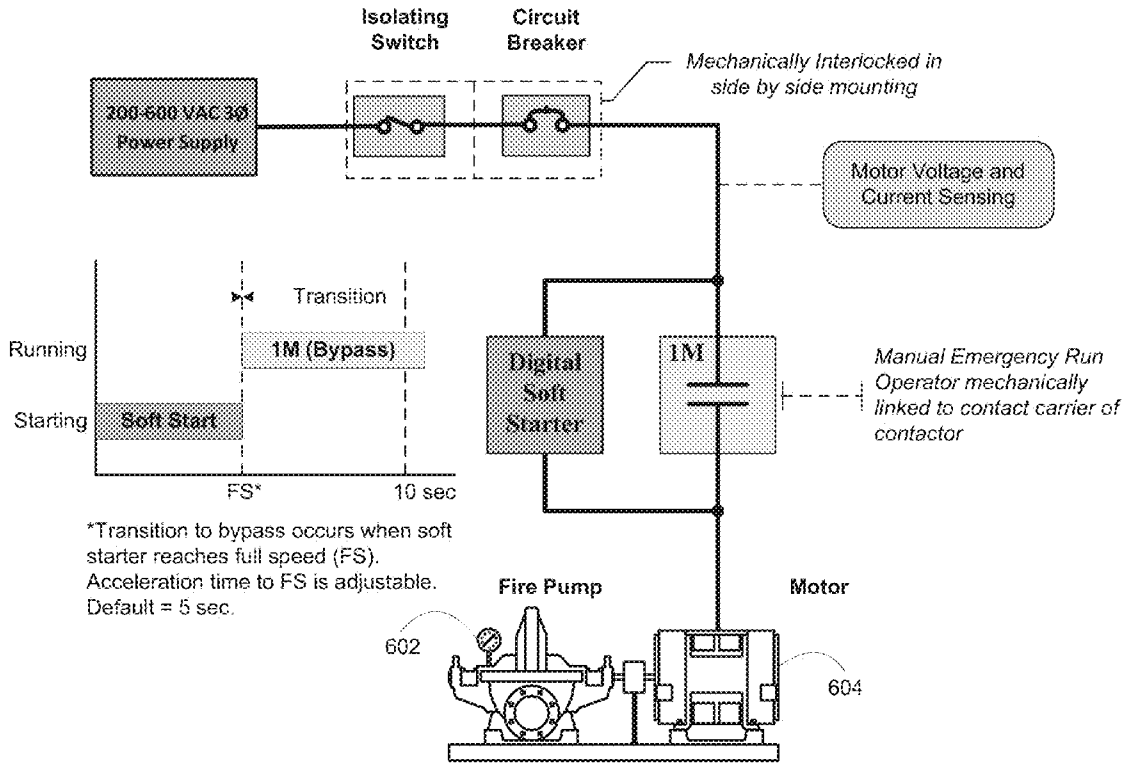 Isolating
Switch
Circuit
Breaker
Mechanically Interlocked in
side by side mounting
200-600 VAC 3Ø
Power Supply
Motor Voltage and
Current Sensing
Transition
Running
1M (Bypass)
Starting
Soft Start
FS*
10 sec
Digital
Soft
Starter
1M
Manual Emergency Run
Operator mechanically
linked to contact carrier of
contactor
*Transition to bypass occurs when soft
starter reaches full speed (FS).
Acceleration time to FS is adjustable.
Default = 5 sec.
Fire Pump
Motor
602
604